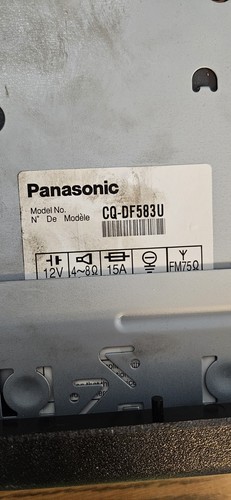 Panasonic
Model No.
N° De Modèle
CQ-DF583U
12V 4~8Ω 15A FM75Ω